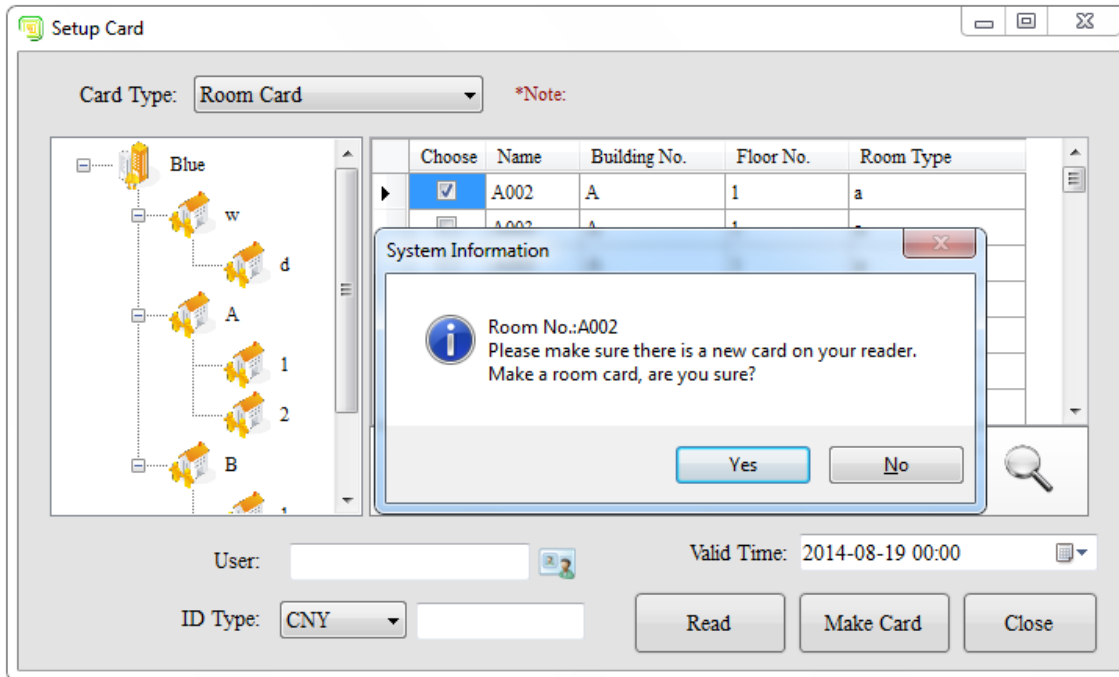 Setup Card
Card Type: Room Card *Note:
Blue
w
d
A
1
2
B
1
Choose Name Building No. Floor No. Room Type
A002 A 1 a
System Information
Room No.:A002
Please make sure there is a new card on your reader.
Make a room card, are you sure?
Yes No
User:
Valid Time: 2014-08-19 00:00
ID Type: CNY
Read Make Card Close